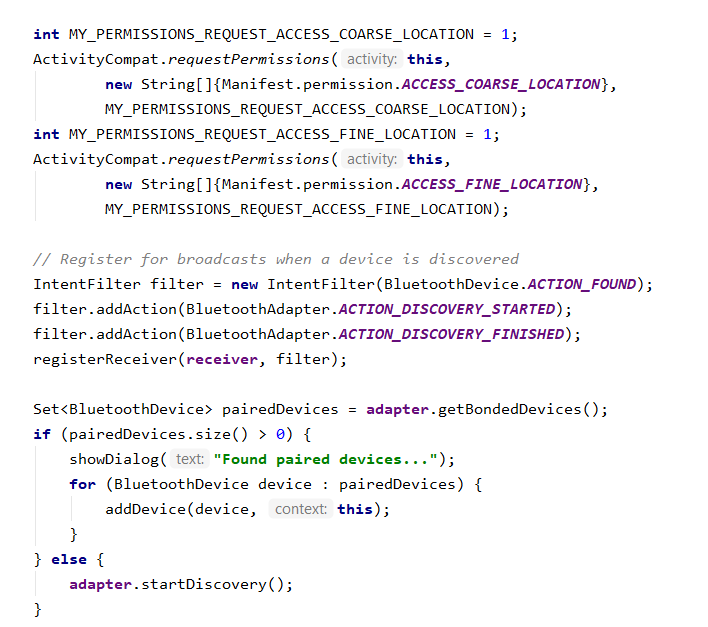 int MY_PERMISSIONS_REQUEST_ACCESS_COARSE_LOCATION = 1;
ActivityCompat.requestPermissions( activity: this,
        new String[]{Manifest.permission.ACCESS_COARSE_LOCATION},
        MY_PERMISSIONS_REQUEST_ACCESS_COARSE_LOCATION);
int MY_PERMISSIONS_REQUEST_ACCESS_FINE_LOCATION = 1;
ActivityCompat.requestPermissions( activity: this,
        new String[]{Manifest.permission.ACCESS_FINE_LOCATION},
        MY_PERMISSIONS_REQUEST_ACCESS_FINE_LOCATION);

// Register for broadcasts when a device is discovered
IntentFilter filter = new IntentFilter(BluetoothDevice.ACTION_FOUND);
filter.addAction(BluetoothAdapter.ACTION_DISCOVERY_STARTED);
filter.addAction(BluetoothAdapter.ACTION_DISCOVERY_FINISHED);
registerReceiver(receiver, filter);

Set<BluetoothDevice> pairedDevices = adapter.getBondedDevices();
if (pairedDevices.size() > 0) {
    showDialog( text: "Found paired devices...");
    for (BluetoothDevice device : pairedDevices) {
        addDevice(device, context: this);
    }
} else {
    adapter.startDiscovery();
}